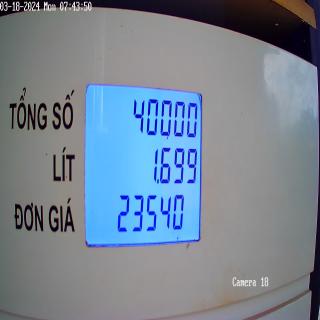 03-18-2024 Mon 07:43:50
TỔNG SỐ 40000
LÍT 1.699
ĐƠN GIÁ 23540
Camera 18